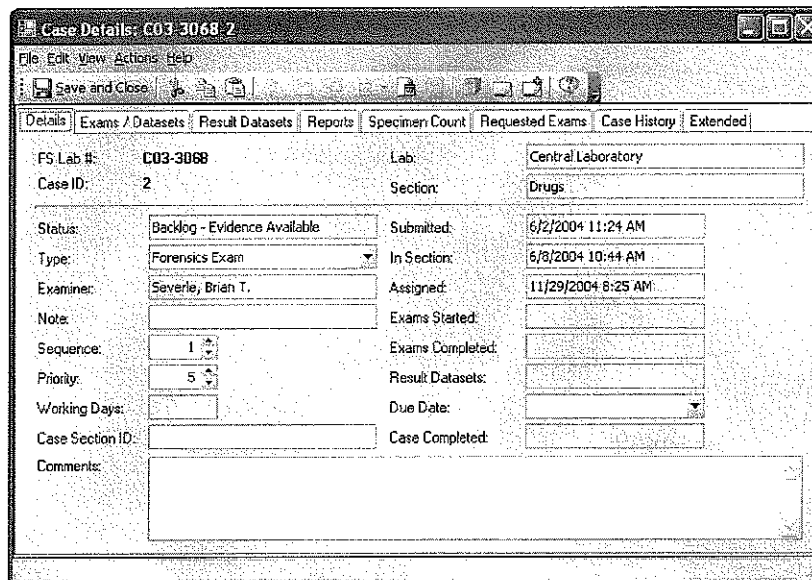 Case Details: C03-3068-2
File Edit View Actions Help
Save and Close
Details Exams / Datasets Result Datasets Reports Specimen Count Requested Exams Case History Extended
FS Lab #: C03-3068 Lab: Central Laboratory
Case ID: 2 Section: Drugs
Status: Backlog - Evidence Available Submitted: 6/2/2004 11:24 AM
Type: Forensics Exam In Section: 6/8/2004 10:44 AM
Examiner: Severle, Brian T. Assigned: 11/29/2004 8:25 AM
Note: Exams Started:
Sequence: 1 Exams Completed:
Priority: 5 Result Datasets:
Working Days: Due Date:
Case Section ID: Case Completed:
Comments: